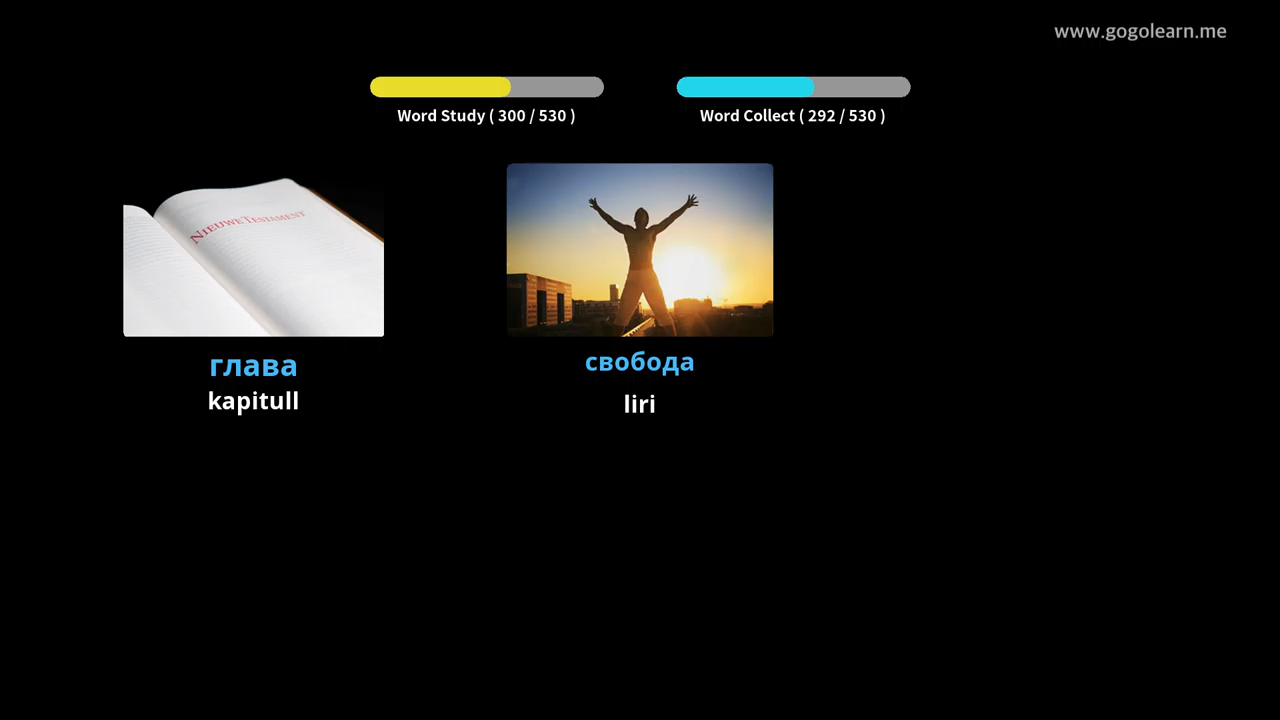 www.gogolearn.me
Word Study ( 300 / 530 )
Word Collect ( 292 / 530 )
NIEUWE TESTAMENT
глава
kapitull
свобода
liri